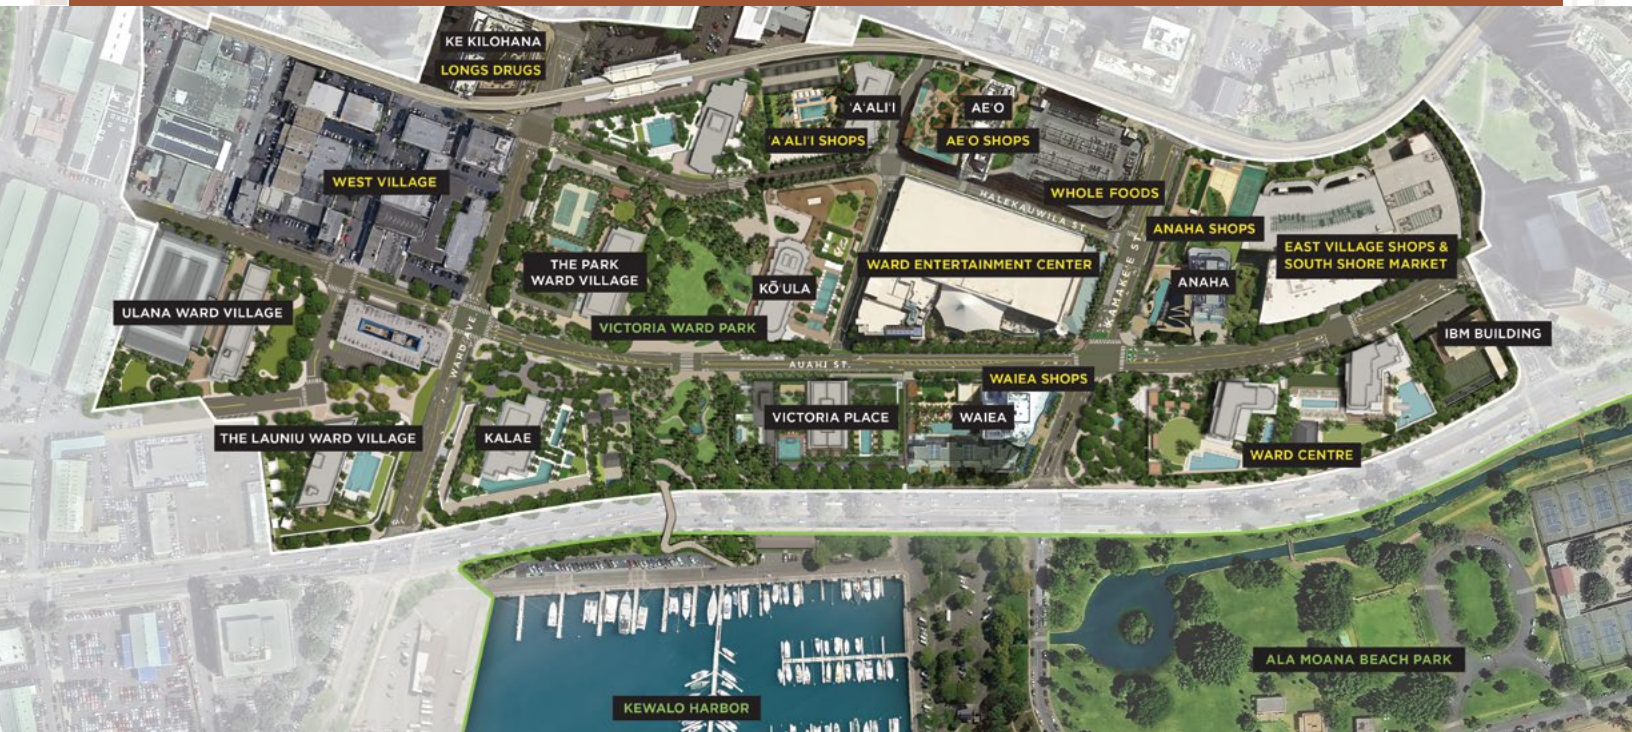 KE KILOHANA
LONGS DRUGS
'A'ALI'I
'A'ALI'I SHOPS
AE'O
AE'O SHOPS
WEST VILLAGE
WHOLE FOODS
HALEKAUWILA ST.
ANAHA SHOPS
EAST VILLAGE SHOPS &
SOUTH SHORE MARKET
THE PARK
WARD VILLAGE
WARD ENTERTAINMENT CENTER
KŌ'ULA
ANAHA
KAMAKEE ST.
ULANA WARD VILLAGE
VICTORIA WARD PARK
IBM BUILDING
WARD AVE.
AUAHI ST.
WAIEA SHOPS
THE LAUNIU WARD VILLAGE
KALAE
VICTORIA PLACE
WAIEA
WARD CENTRE
ALA MOANA BEACH PARK
KEWALO HARBOR